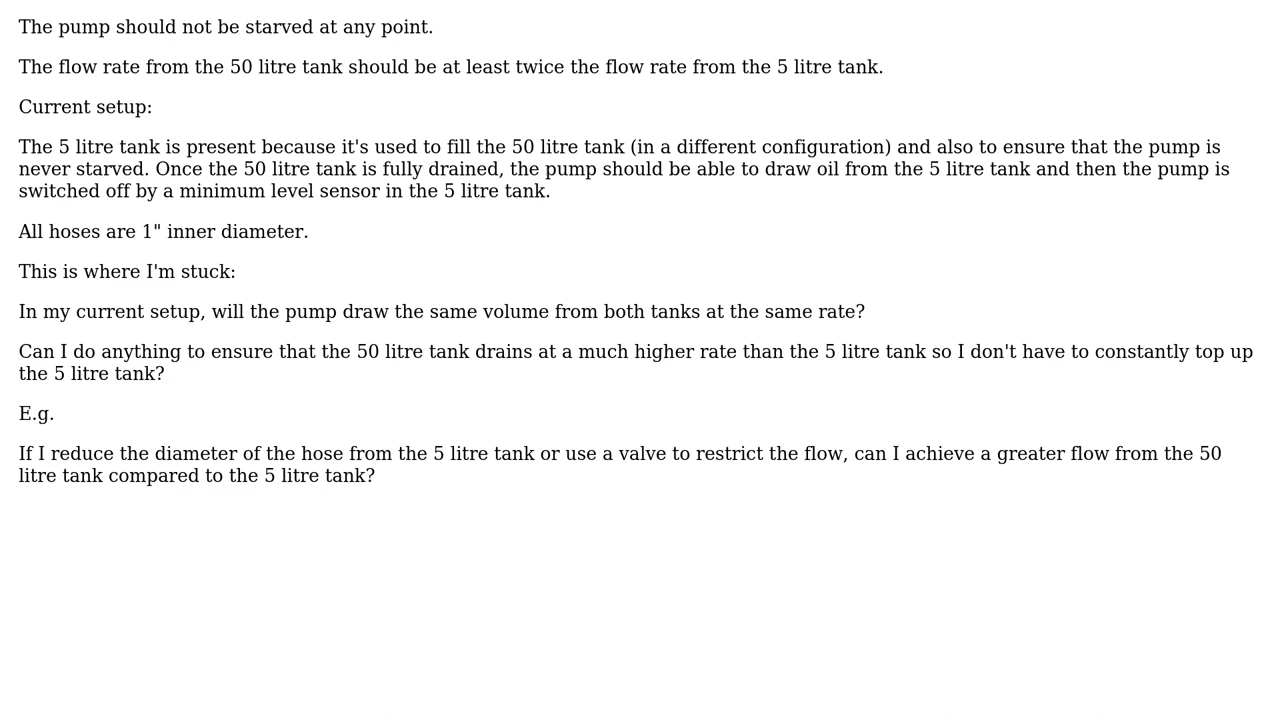 The pump should not be starved at any point.
The flow rate from the 50 litre tank should be at least twice the flow rate from the 5 litre tank.
Current setup:
The 5 litre tank is present because it's used to fill the 50 litre tank (in a different configuration) and also to ensure that the pump is
never starved. Once the 50 litre tank is fully drained, the pump should be able to draw oil from the 5 litre tank and then the pump is
switched off by a minimum level sensor in the 5 litre tank.
All hoses are 1" inner diameter.
This is where I'm stuck:
In my current setup, will the pump draw the same volume from both tanks at the same rate?
Can I do anything to ensure that the 50 litre tank drains at a much higher rate than the 5 litre tank so I don't have to constantly top up
the 5 litre tank?
E.g.
If I reduce the diameter of the hose from the 5 litre tank or use a valve to restrict the flow, can I achieve a greater flow from the 50
litre tank compared to the 5 litre tank?